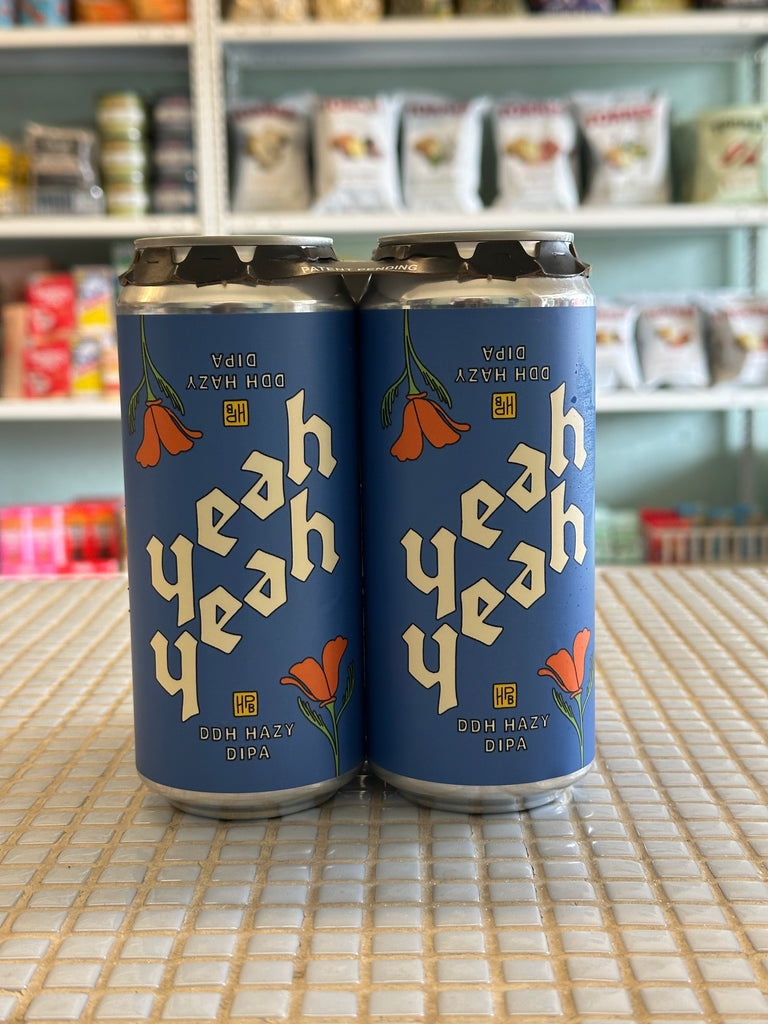 PATENT PENDING
DDH HAZY
DIPA
HPB
yeah
yeah
HPB
DDH HAZY
DIPA
DDH HAZY
DIPA
HPB
yeah
yeah
HPB
DDH HAZY
DIPA